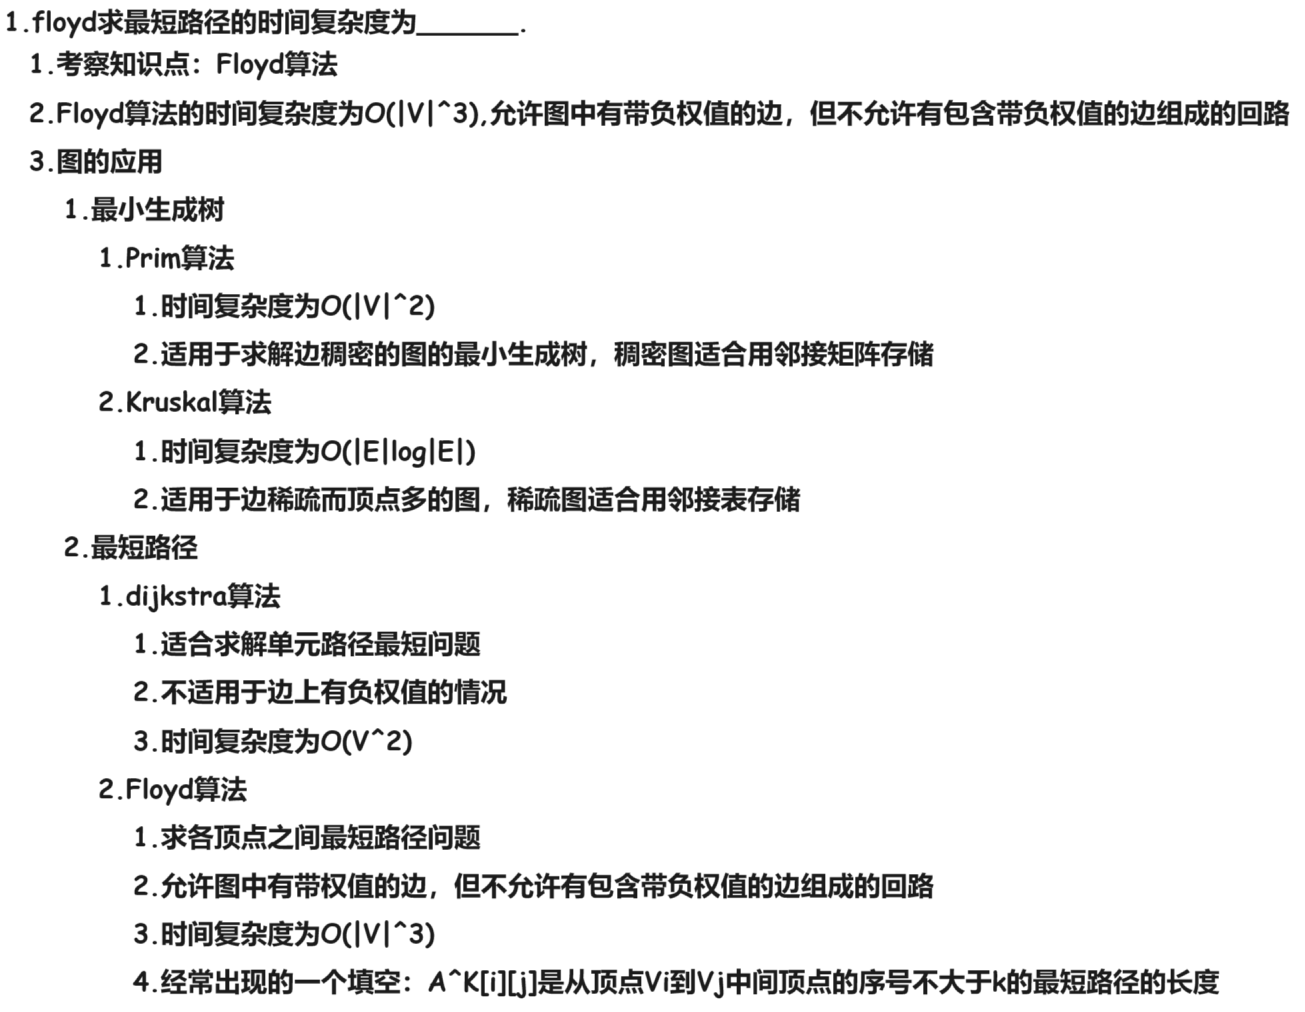 1.floyd求最短路径的时间复杂度为______.
1.考察知识点：Floyd算法
2.Floyd算法的时间复杂度为O(|V|^3),允许图中有带负权值的边，但不允许有包含带负权值的边组成的回路
3.图的应用
1.最小生成树
1.Prim算法
1.时间复杂度为O(|V|^2)
2.适用于求解边稠密的图的最小生成树，稠密图适合用邻接矩阵存储
2.Kruskal算法
1.时间复杂度为O(|E|log|E|)
2.适用于边稀疏而顶点多的图，稀疏图适合用邻接表存储
2.最短路径
1.dijkstra算法
1.适合求解单元路径最短问题
2.不适用于边上有负权值的情况
3.时间复杂度为O(V^2)
2.Floyd算法
1.求各顶点之间最短路径问题
2.允许图中有带权值的边，但不允许有包含带负权值的边组成的回路
3.时间复杂度为O(|V|^3)
4.经常出现的一个填空：A^K[i][j]是从顶点Vi到Vj中间顶点的序号不大于k的最短路径的长度